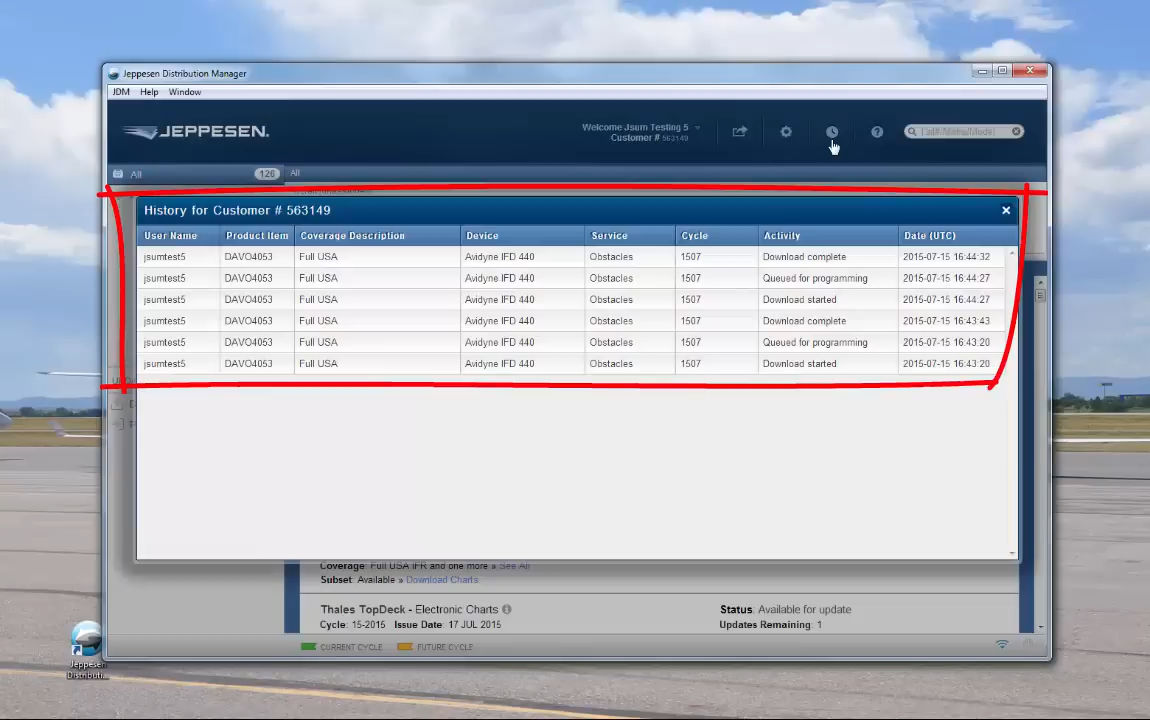 Jeppesen Distribution Manager
JDM Help Window
JEPPESEN.
Welcome Jsum Testing 5
Customer # 563149
All 126 All
History for Customer # 563149
User Name Product Item Coverage Description Device Service Cycle Activity Date (UTC)
jsumtest5 DAVO4053 Full USA Avidyne IFD 440 Obstacles 1507 Download complete 2015-07-15 16:44:32
jsumtest5 DAVO4053 Full USA Avidyne IFD 440 Obstacles 1507 Queued for programming 2015-07-15 16:44:27
jsumtest5 DAVO4053 Full USA Avidyne IFD 440 Obstacles 1507 Download started 2015-07-15 16:44:27
jsumtest5 DAVO4053 Full USA Avidyne IFD 440 Obstacles 1507 Download complete 2015-07-15 16:43:43
jsumtest5 DAVO4053 Full USA Avidyne IFD 440 Obstacles 1507 Queued for programming 2015-07-15 16:43:20
jsumtest5 DAVO4053 Full USA Avidyne IFD 440 Obstacles 1507 Download started 2015-07-15 16:43:20
Coverage: Full USA IFR and one more » See All
Subset: Available » Download Charts
Thales TopDeck - Electronic Charts Status: Available for update
Cycle: 15-2015 Issue Date: 17 JUL 2015 Updates Remaining: 1
CURRENT CYCLE FUTURE CYCLE
Jeppesen
Distributi...